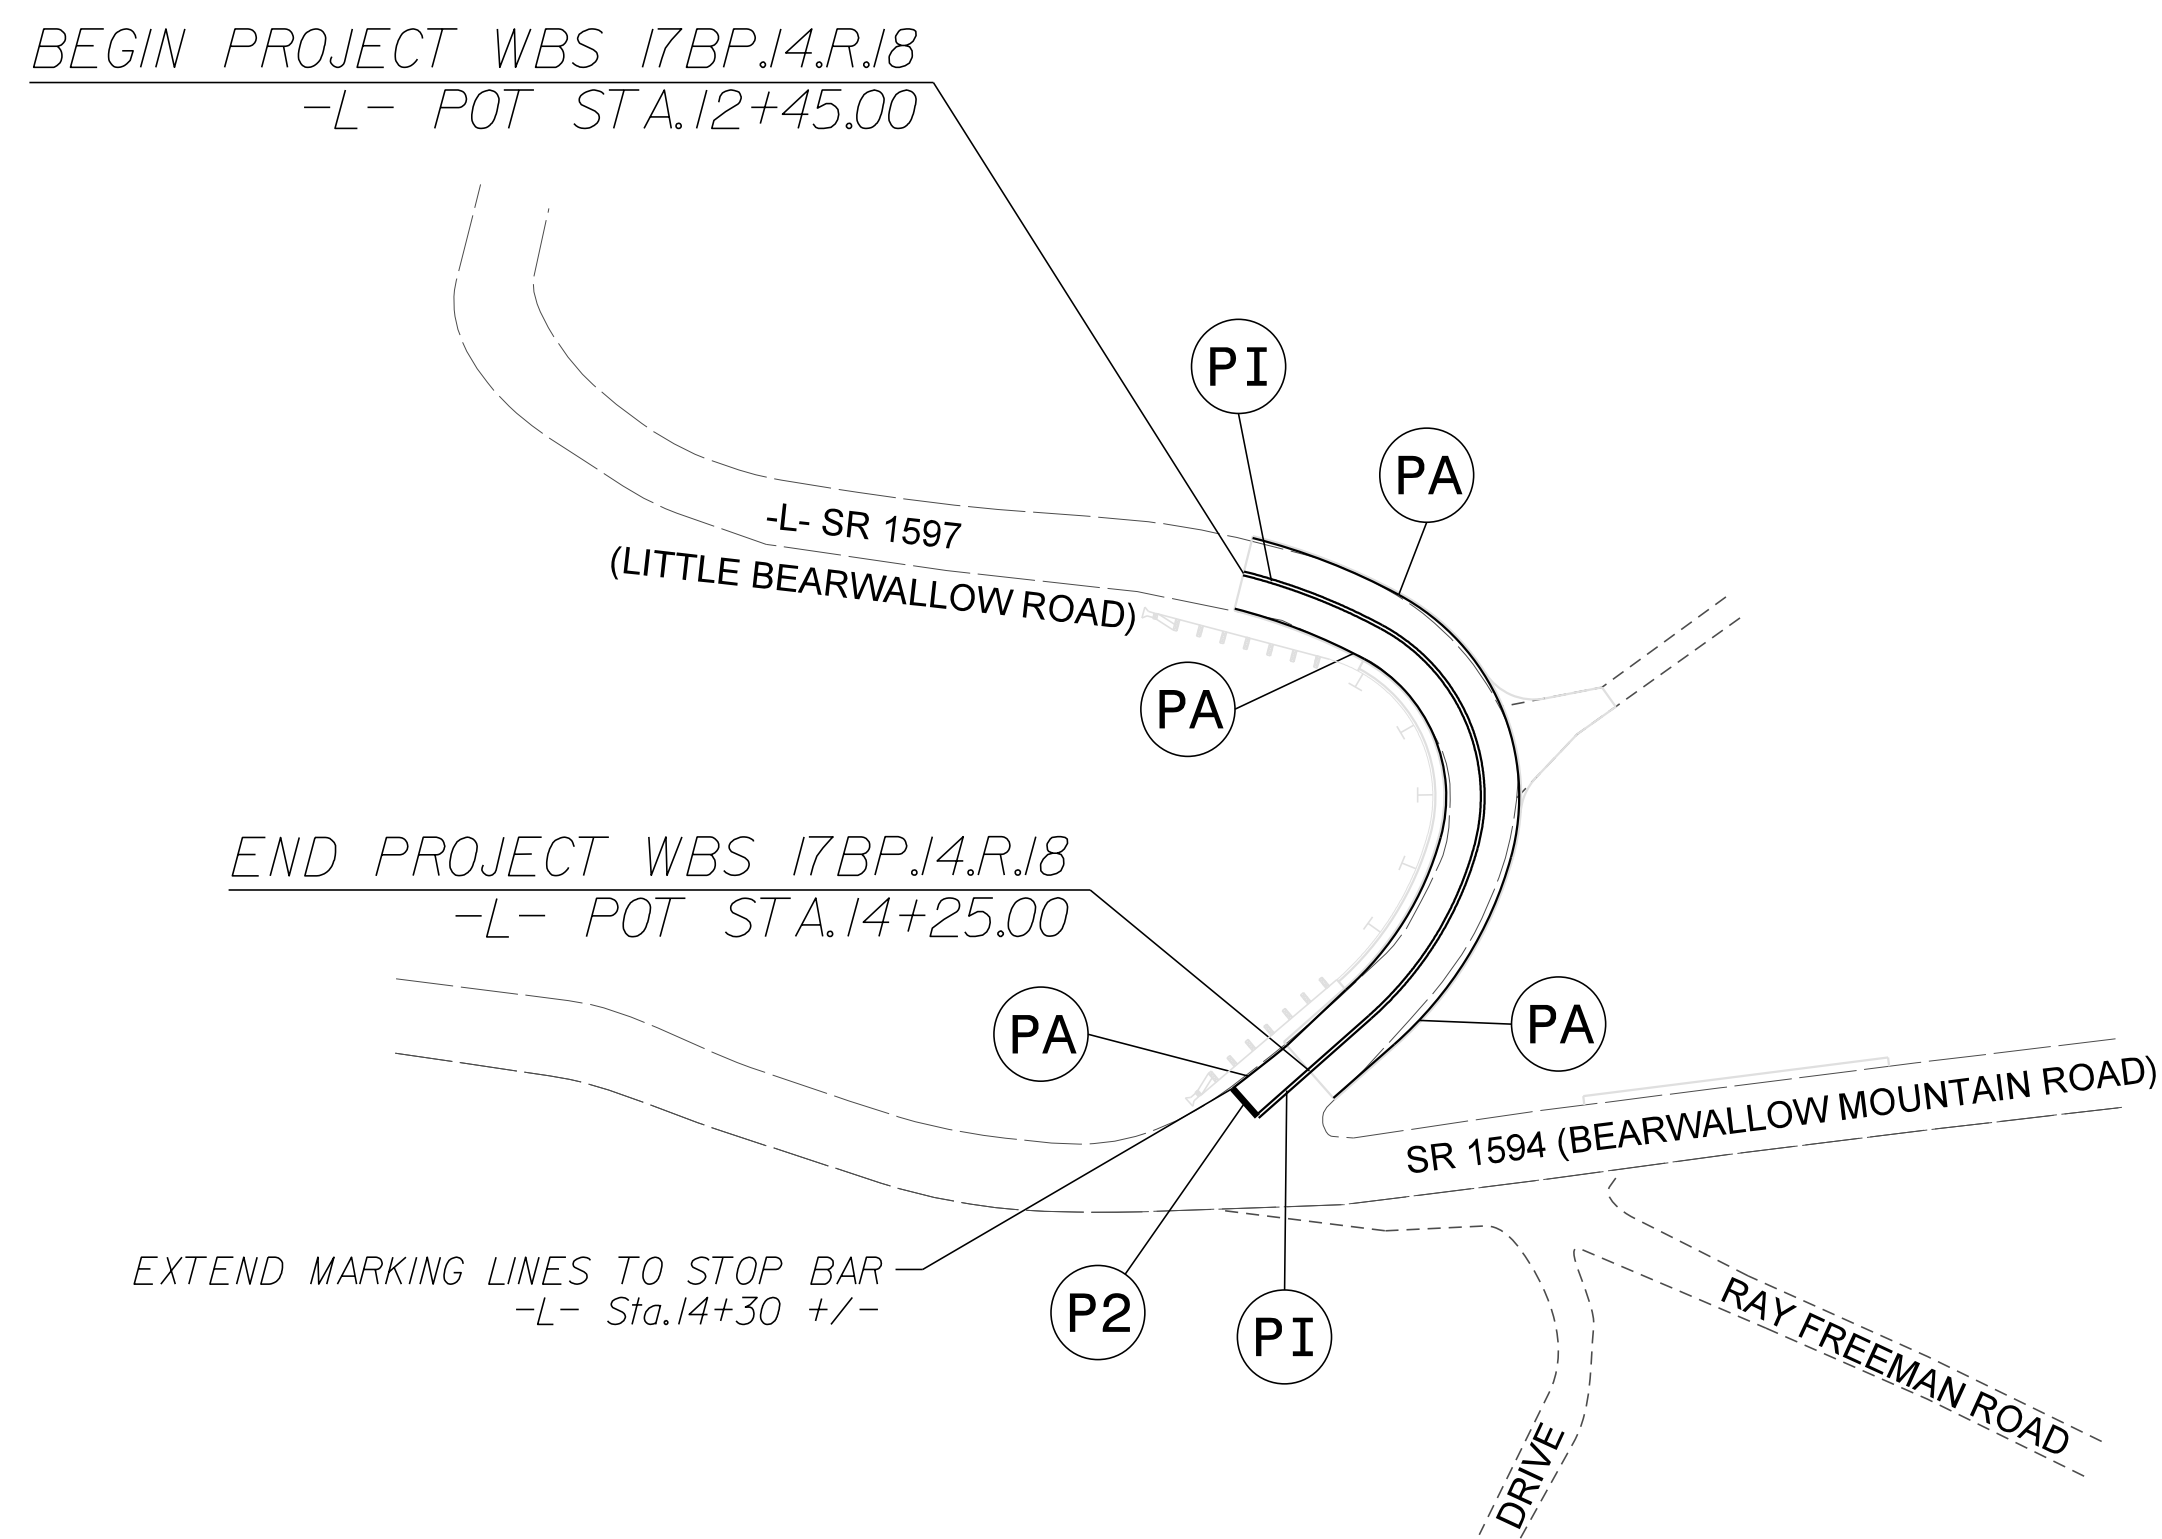 BEGIN PROJECT WBS 17BP.14.R.18
-L- POT STA. 12+45.00
PI
PA
-L- SR 1597
(LITTLE BEARWALLOW ROAD)
PA
END PROJECT WBS 17BP.14.R.18
-L- POT STA. 14+25.00
PA
PA
SR 1594 (BEARWALLOW MOUNTAIN ROAD)
EXTEND MARKING LINES TO STOP BAR
-L- Sta. 14+30 +/-
P2
PI
RAY FREEMAN ROAD
DRIVE